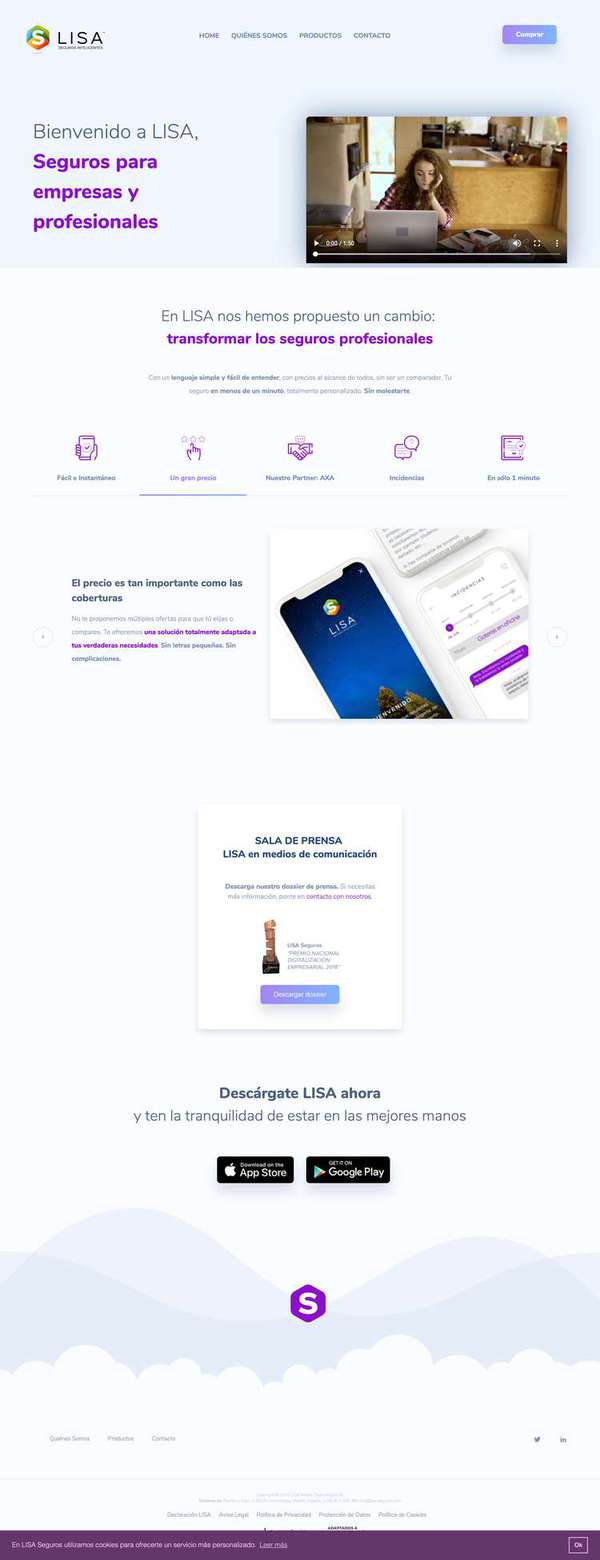 LISA
SEGUROS INTELIGENTES
HOME QUIÉNES SOMOS PRODUCTOS CONTACTO
Comprar
Bienvenido a LISA,
Seguros para
empresas y
profesionales
0:00 / 1:50
En LISA nos hemos propuesto un cambio:
transformar los seguros profesionales
Con un lenguaje simple y fácil de entender, con precios al alcance de todos, sin ser un comparador. Tu
seguro en menos de un minuto, totalmente personalizado. Sin molestarte.
Fácil e Instantáneo
Un gran precio
Nuestro Partner: AXA
Incidencias
En sólo 1 minuto
El precio es tan importante como las
coberturas
No te proponemos múltiples ofertas para que tú elijas o
compares. Te ofrecemos una solución totalmente adaptada a
tus verdaderas necesidades. Sin letras pequeñas. Sin
complicaciones.
LISA
BIENVENIDO
INCIDENCIAS
Goteras en oficina
SALA DE PRENSA
LISA en medios de comunicación
Descarga nuestro dossier de prensa. Si necesitas
más información, ponte en contacto con nosotros.
LISA Seguros
"PREMIO NACIONAL
DIGITALIZACIÓN
EMPRESARIAL 2018"
Descargar dossier
Descárgate LISA ahora
y ten la tranquilidad de estar en las mejores manos
Download on the
App Store
GET IT ON
Google Play
S
Quiénes Somos Productos Contacto
Declaración LISA Aviso Legal Política de Privacidad Protección de Datos Política de Cookies
ADAPTADOS A
En LISA Seguros utilizamos cookies para ofrecerte un servicio más personalizado. Leer más
Ok